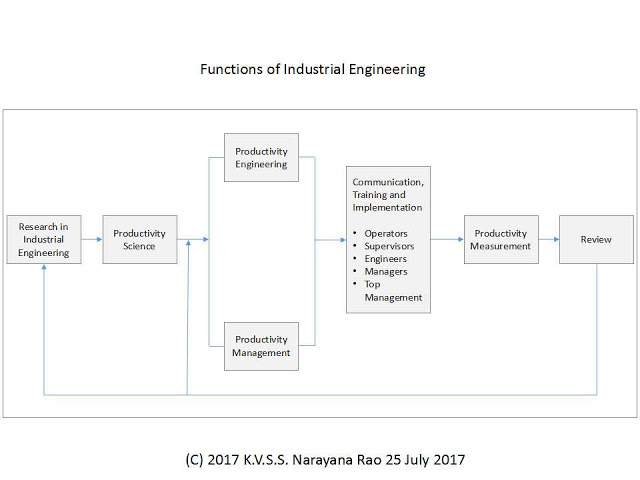 Functions of Industrial Engineering
Productivity
Engineering
Communication,
Training and
Implementation
• Operators
• Supervisors
• Engineers
• Managers
• Top
Management
Research in
Industrial
Engineering
Productivity
Science
Productivity
Measurement
Review
Productivity
Management
(C) 2017 K.V.S.S. Narayana Rao 25 July 2017